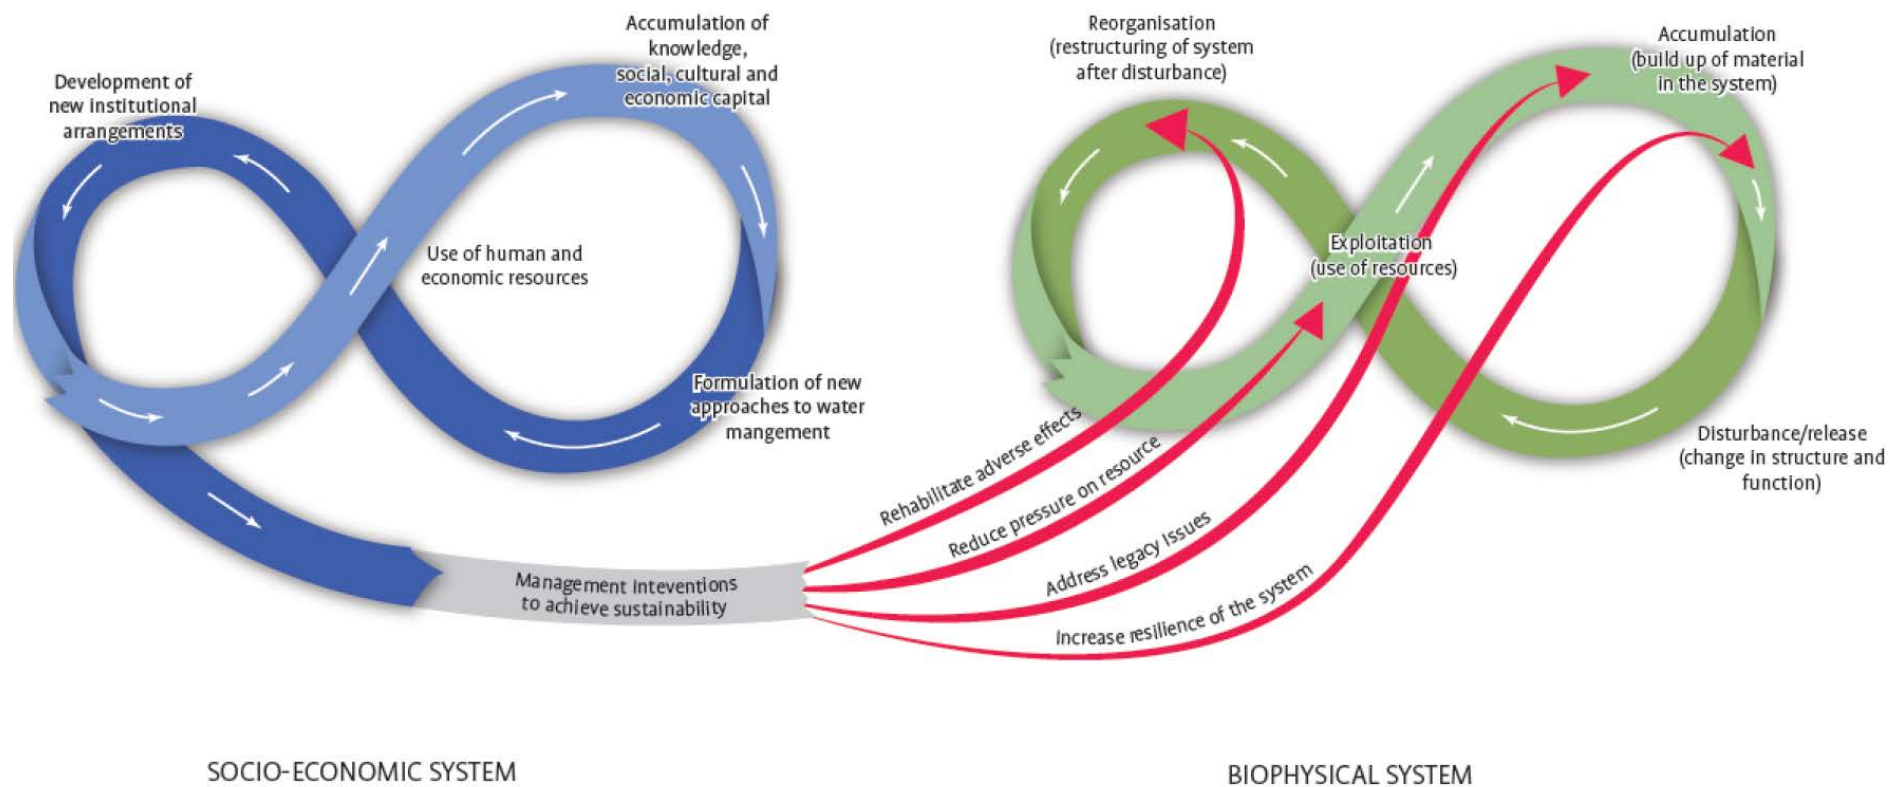 Accumulation of
knowledge,
social, cultural and
economic capital
Development of
new institutional
arrangements
Use of human and
economic resources
Formulation of new
approaches to water
mangement
Management inteventions
to achieve sustainability
Reorganisation
(restructuring of system
after disturbance)
Accumulation
(build up of material
in the system)
Exploitation
(use of resources)
Disturbance/release
(change in structure and
function)
Rehabilitate adverse effects
Reduce pressure on resource
Address legacy issues
Increase resilience of the system
SOCIO-ECONOMIC SYSTEM
BIOPHYSICAL SYSTEM